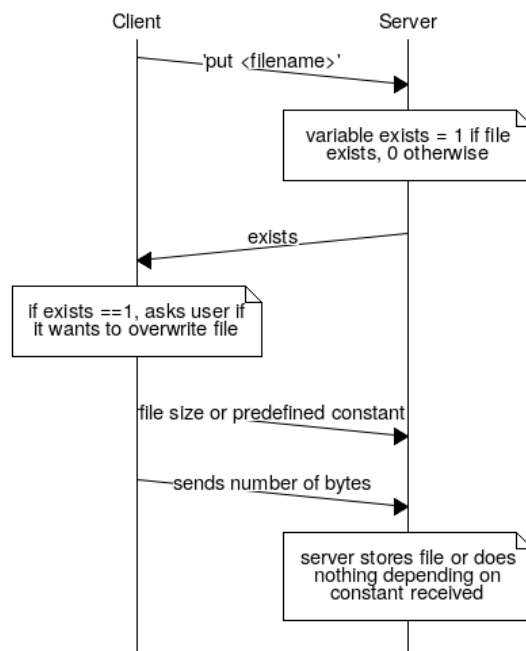 Client
Server
'put <filename>'
variable exists = 1 if file
exists, 0 otherwise
exists
if exists ==1, asks user if
it wants to overwrite file
file size or predefined constant
sends number of bytes
server stores file or does
nothing depending on
constant received